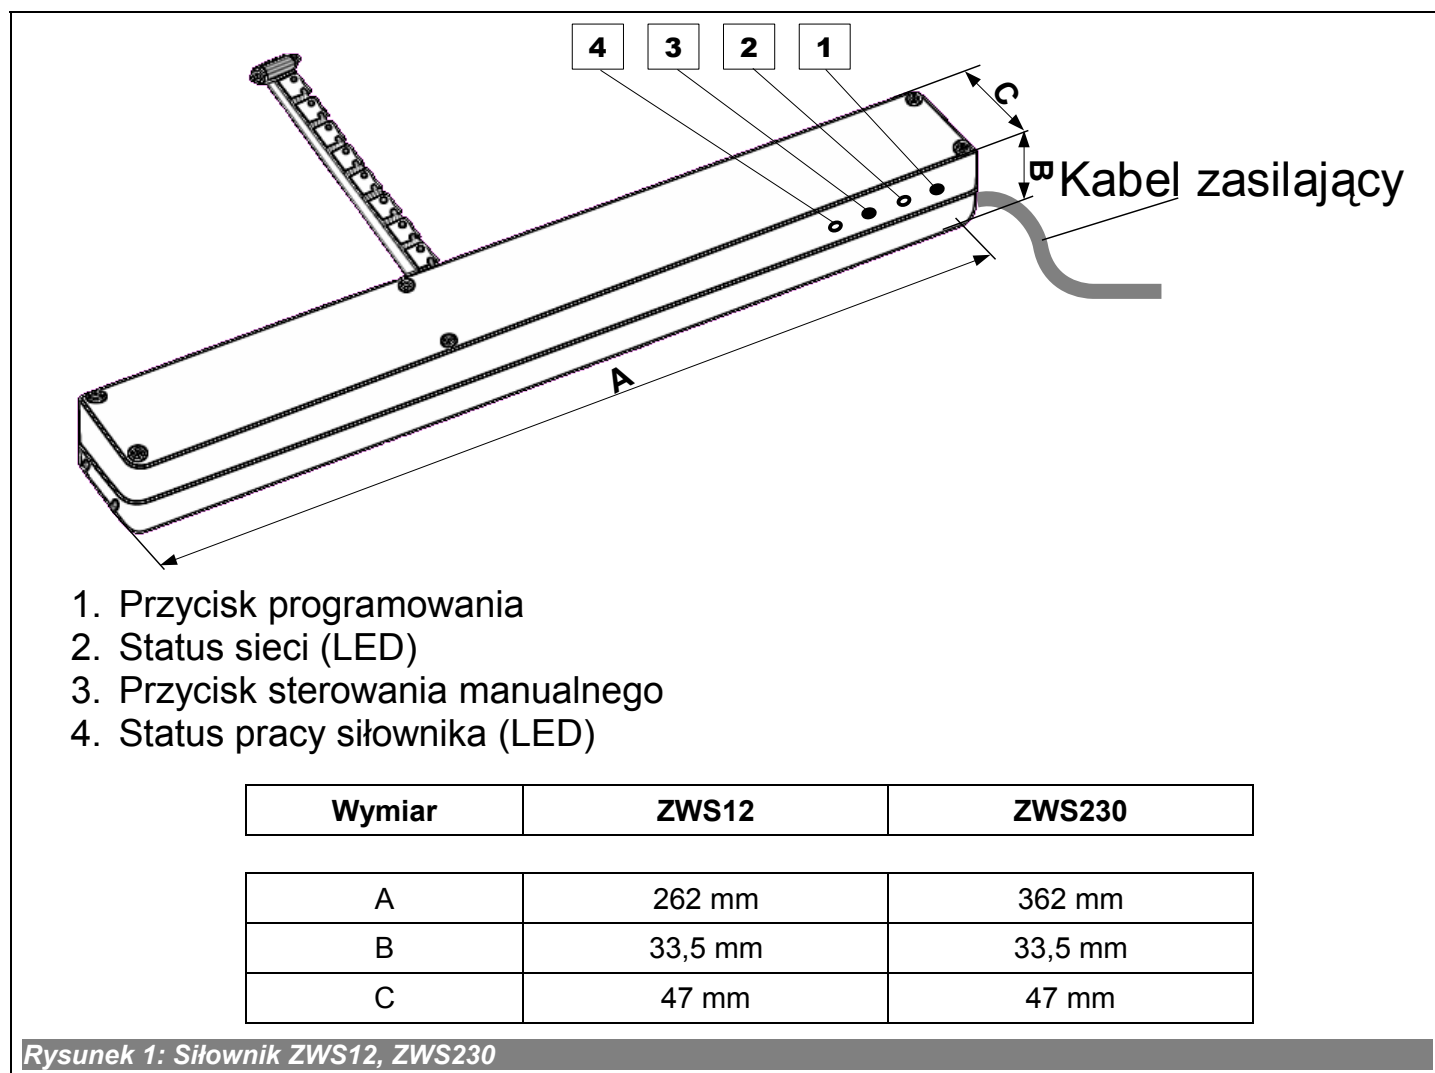 4 3 2 1
C
B
Kabel zasilający
A
1. Przycisk programowania
2. Status sieci (LED)
3. Przycisk sterowania manualnego
4. Status pracy siłownika (LED)
Wymiar ZWS12 ZWS230
A 262 mm 362 mm
B 33,5 mm 33,5 mm
C 47 mm 47 mm
Rysunek 1: Siłownik ZWS12, ZWS230